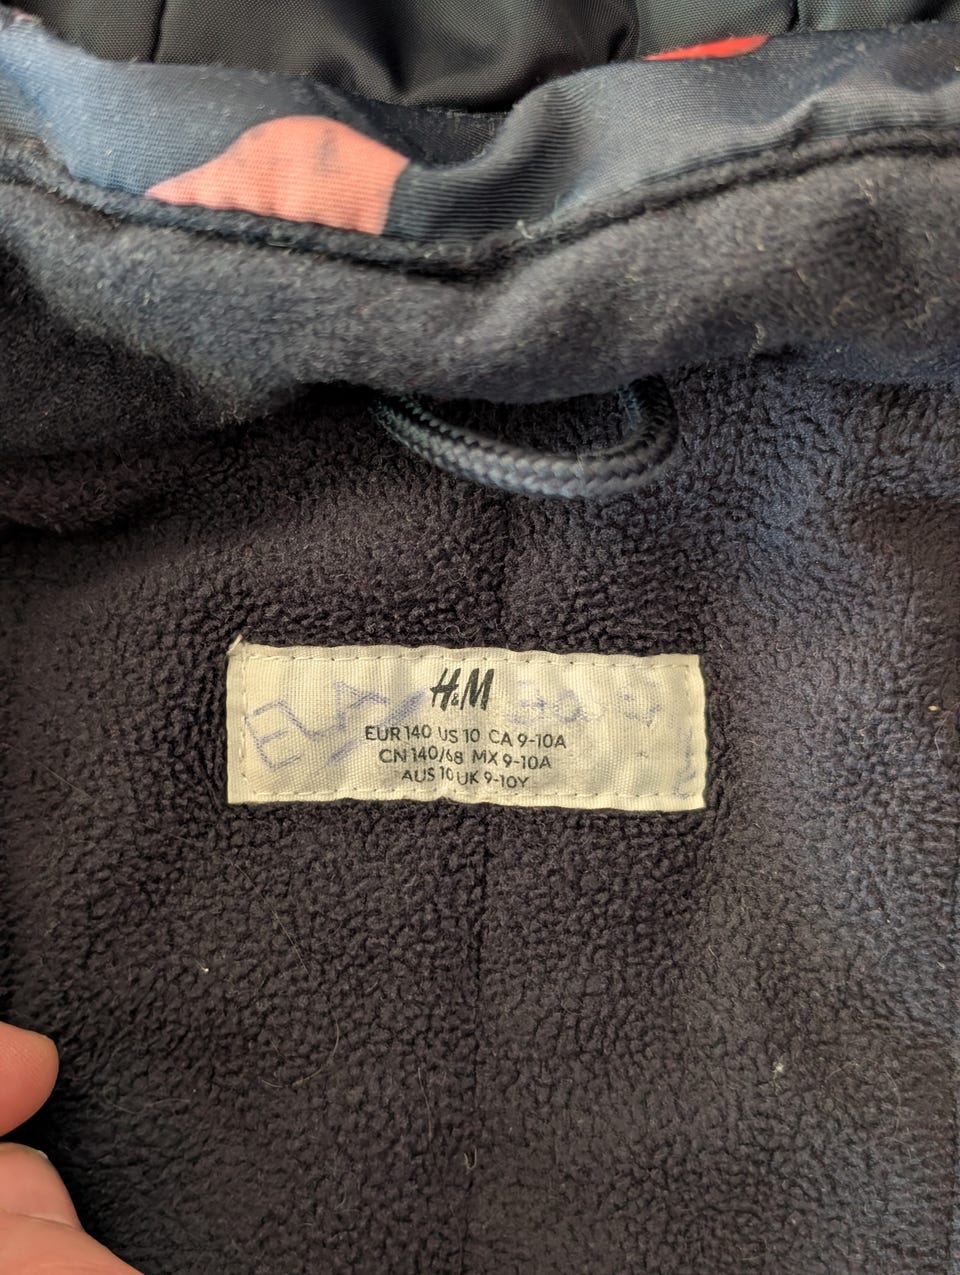 H&M
EUR 140 US 10 CA 9-10A
CN 140/68 MX 9-10A
AUS 10 UK 9-10Y